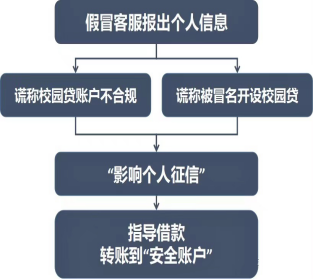 假冒客服报出个人信息
谎称校园贷账户不合规
谎称被冒名开设校园贷
“影响个人征信”
指导借款
转账到“安全账户”